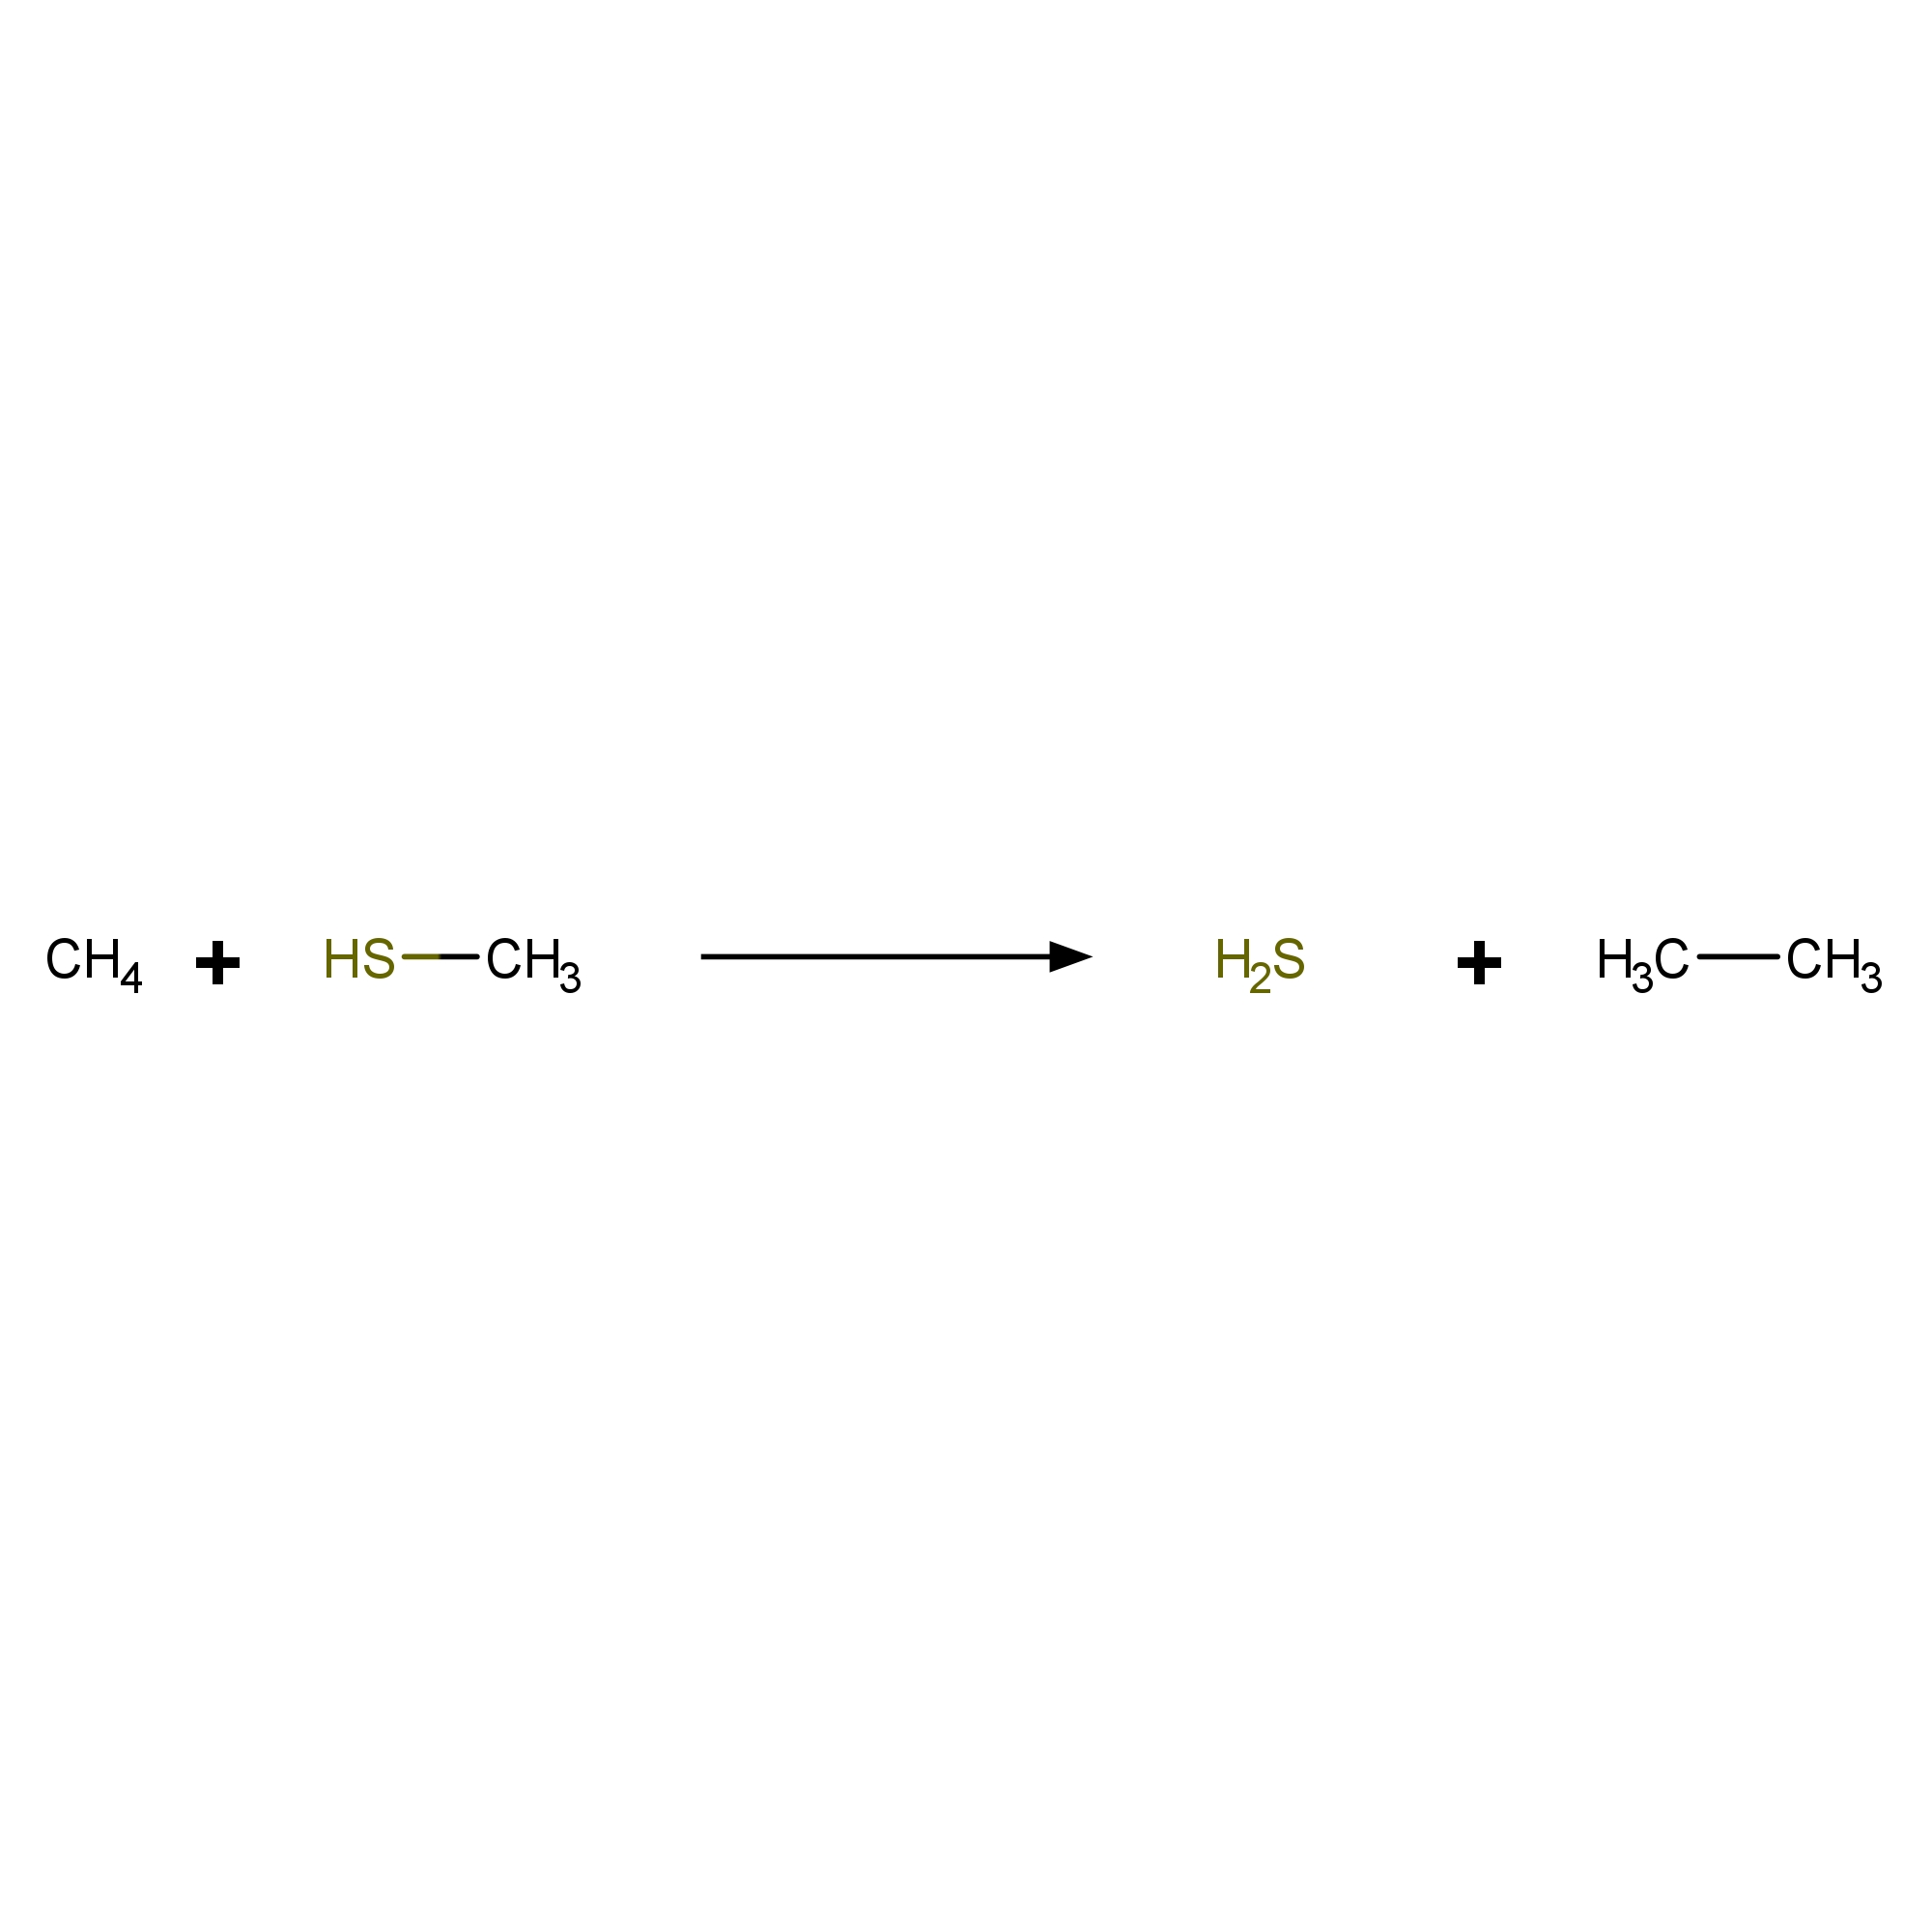 CH4 + HS—CH3 → H2S + H3C—CH3